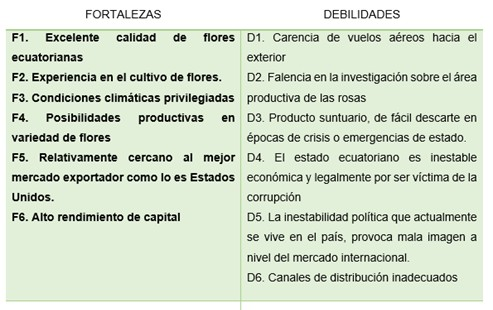 FORTALEZAS
DEBILIDADES
F1. Excelente calidad de flores
ecuatorianas
F2. Experiencia en el cultivo de flores.
F3. Condiciones climáticas privilegiadas
F4. Posibilidades productivas en
variedad de flores
F5. Relativamente cercano al mejor
mercado exportador como lo es Estados
Unidos.
F6. Alto rendimiento de capital
D1. Carencia de vuelos aéreos hacia el
exterior
D2. Falencia en la investigación sobre el área
productiva de las rosas
D3. Producto suntuario, de fácil descarte en
épocas de crisis o emergencias de estado.
D4. El estado ecuatoriano es inestable
económica y legalmente por ser víctima de la
corrupción
D5. La inestabilidad política que actualmente
se vive en el país, provoca mala imagen a
nivel del mercado internacional.
D6. Canales de distribución inadecuados